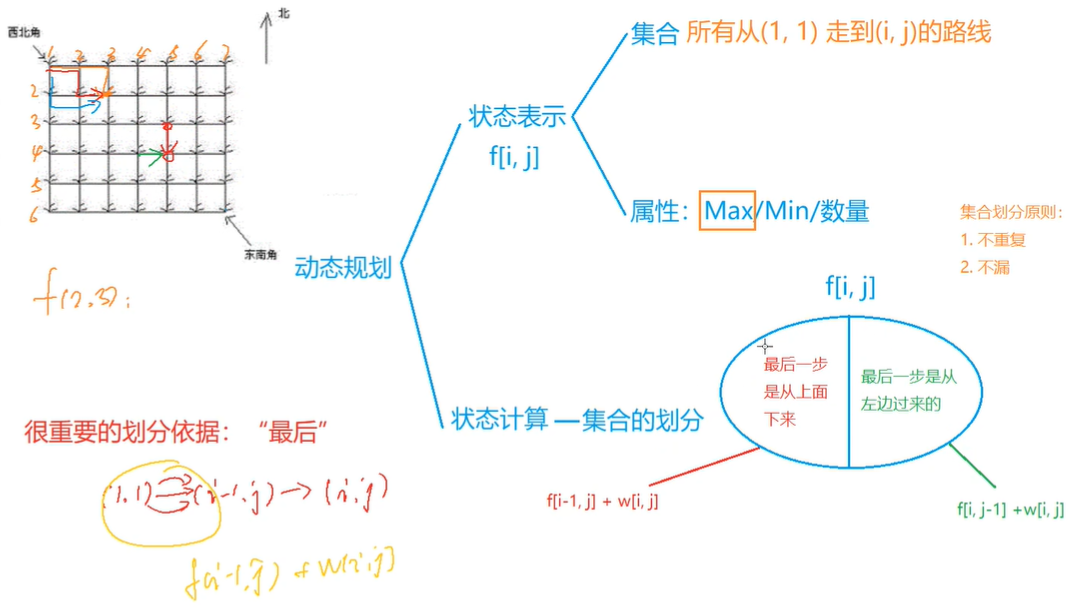 北
西北角
1 2 3 4 5 6 7
2
3
4
5
6
东南角
f(2,3):
动态规划
状态表示
f[i, j]
集合 所有从(1, 1) 走到(i, j)的路线
属性：Max/Min/数量
集合划分原则：
1. 不重复
2. 不漏
状态计算 — 集合的划分
f[i, j]
最后一步
是从上面
下来
最后一步是从
左边过来的
f[i-1, j] + w[i, j]
f[i, j-1] +w[i, j]
很重要的划分依据：“最后”
(1,1) (i-1,j) → (i,j)
f(i-1,j) + w[i,j]